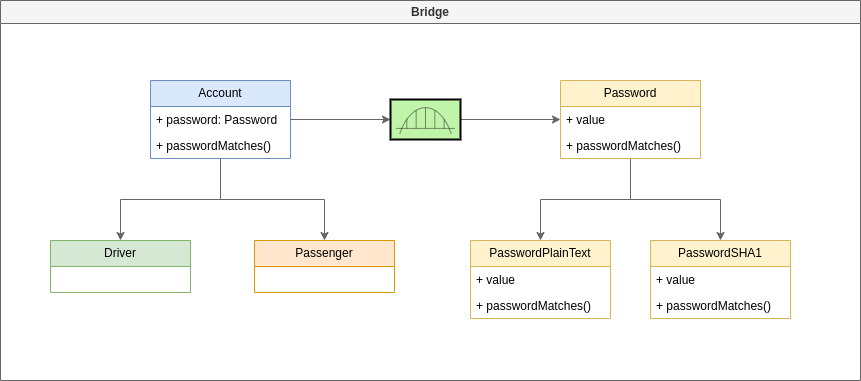 Bridge
Account
+ password: Password
+ passwordMatches()
Password
+ value
+ passwordMatches()
Driver
Passenger
PasswordPlainText
+ value
+ passwordMatches()
PasswordSHA1
+ value
+ passwordMatches()